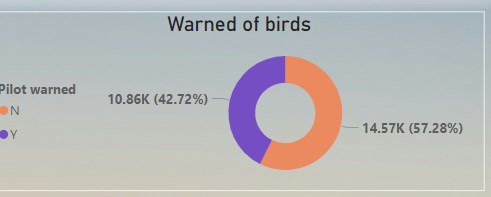 Warned of birds
Pilot warned
N
Y
10.86K (42.72%)
14.57K (57.28%)